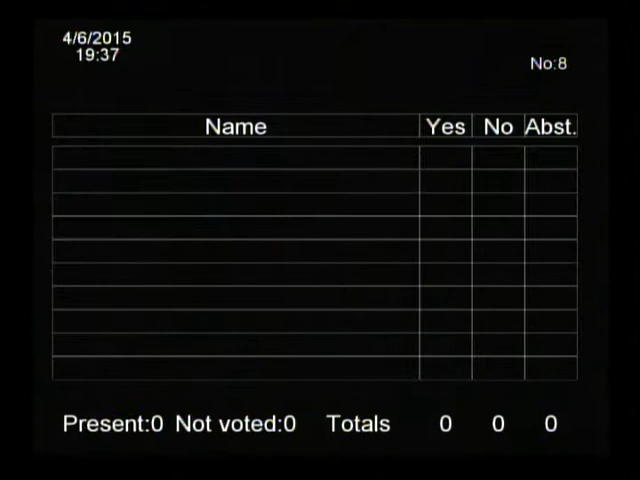 4/6/2015
19:37
No:8
Name Yes No Abst.
Present:0 Not voted:0 Totals 0 0 0